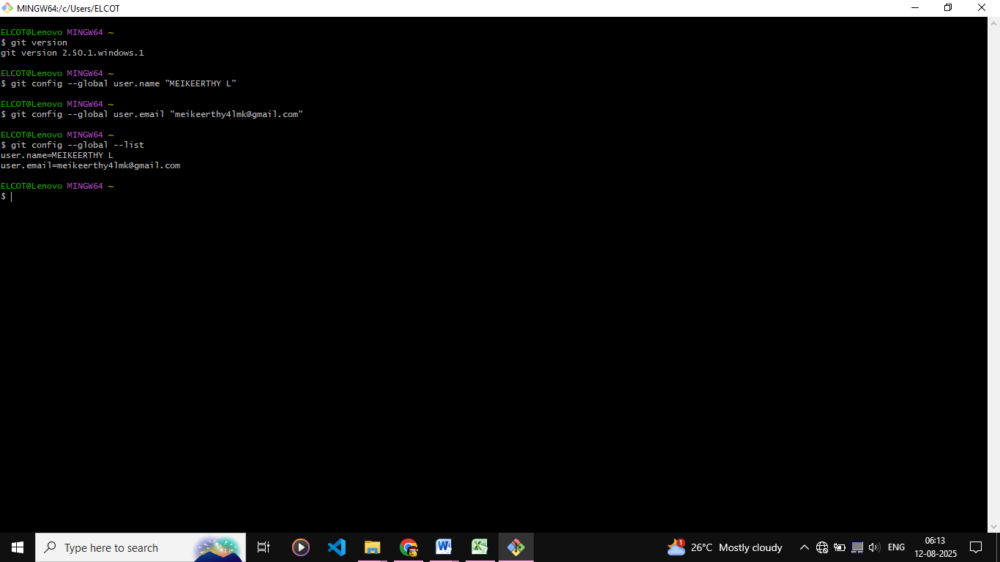 MINGW64:/c/Users/ELCOT
ELCOT@Lenovo MINGW64 ~
$ git version
git version 2.50.1.windows.1
ELCOT@Lenovo MINGW64 ~
$ git config --global user.name "MEIKEERTHY L"
ELCOT@Lenovo MINGW64 ~
$ git config --global user.email "meikeerthy4lmk@gmail.com"
ELCOT@Lenovo MINGW64 ~
$ git config --global --list
user.name=MEIKEERTHY L
user.email=meikeerthy4lmk@gmail.com
ELCOT@Lenovo MINGW64 ~
$
Type here to search
1
26°C Mostly cloudy
ENG
06:13
12-08-2025